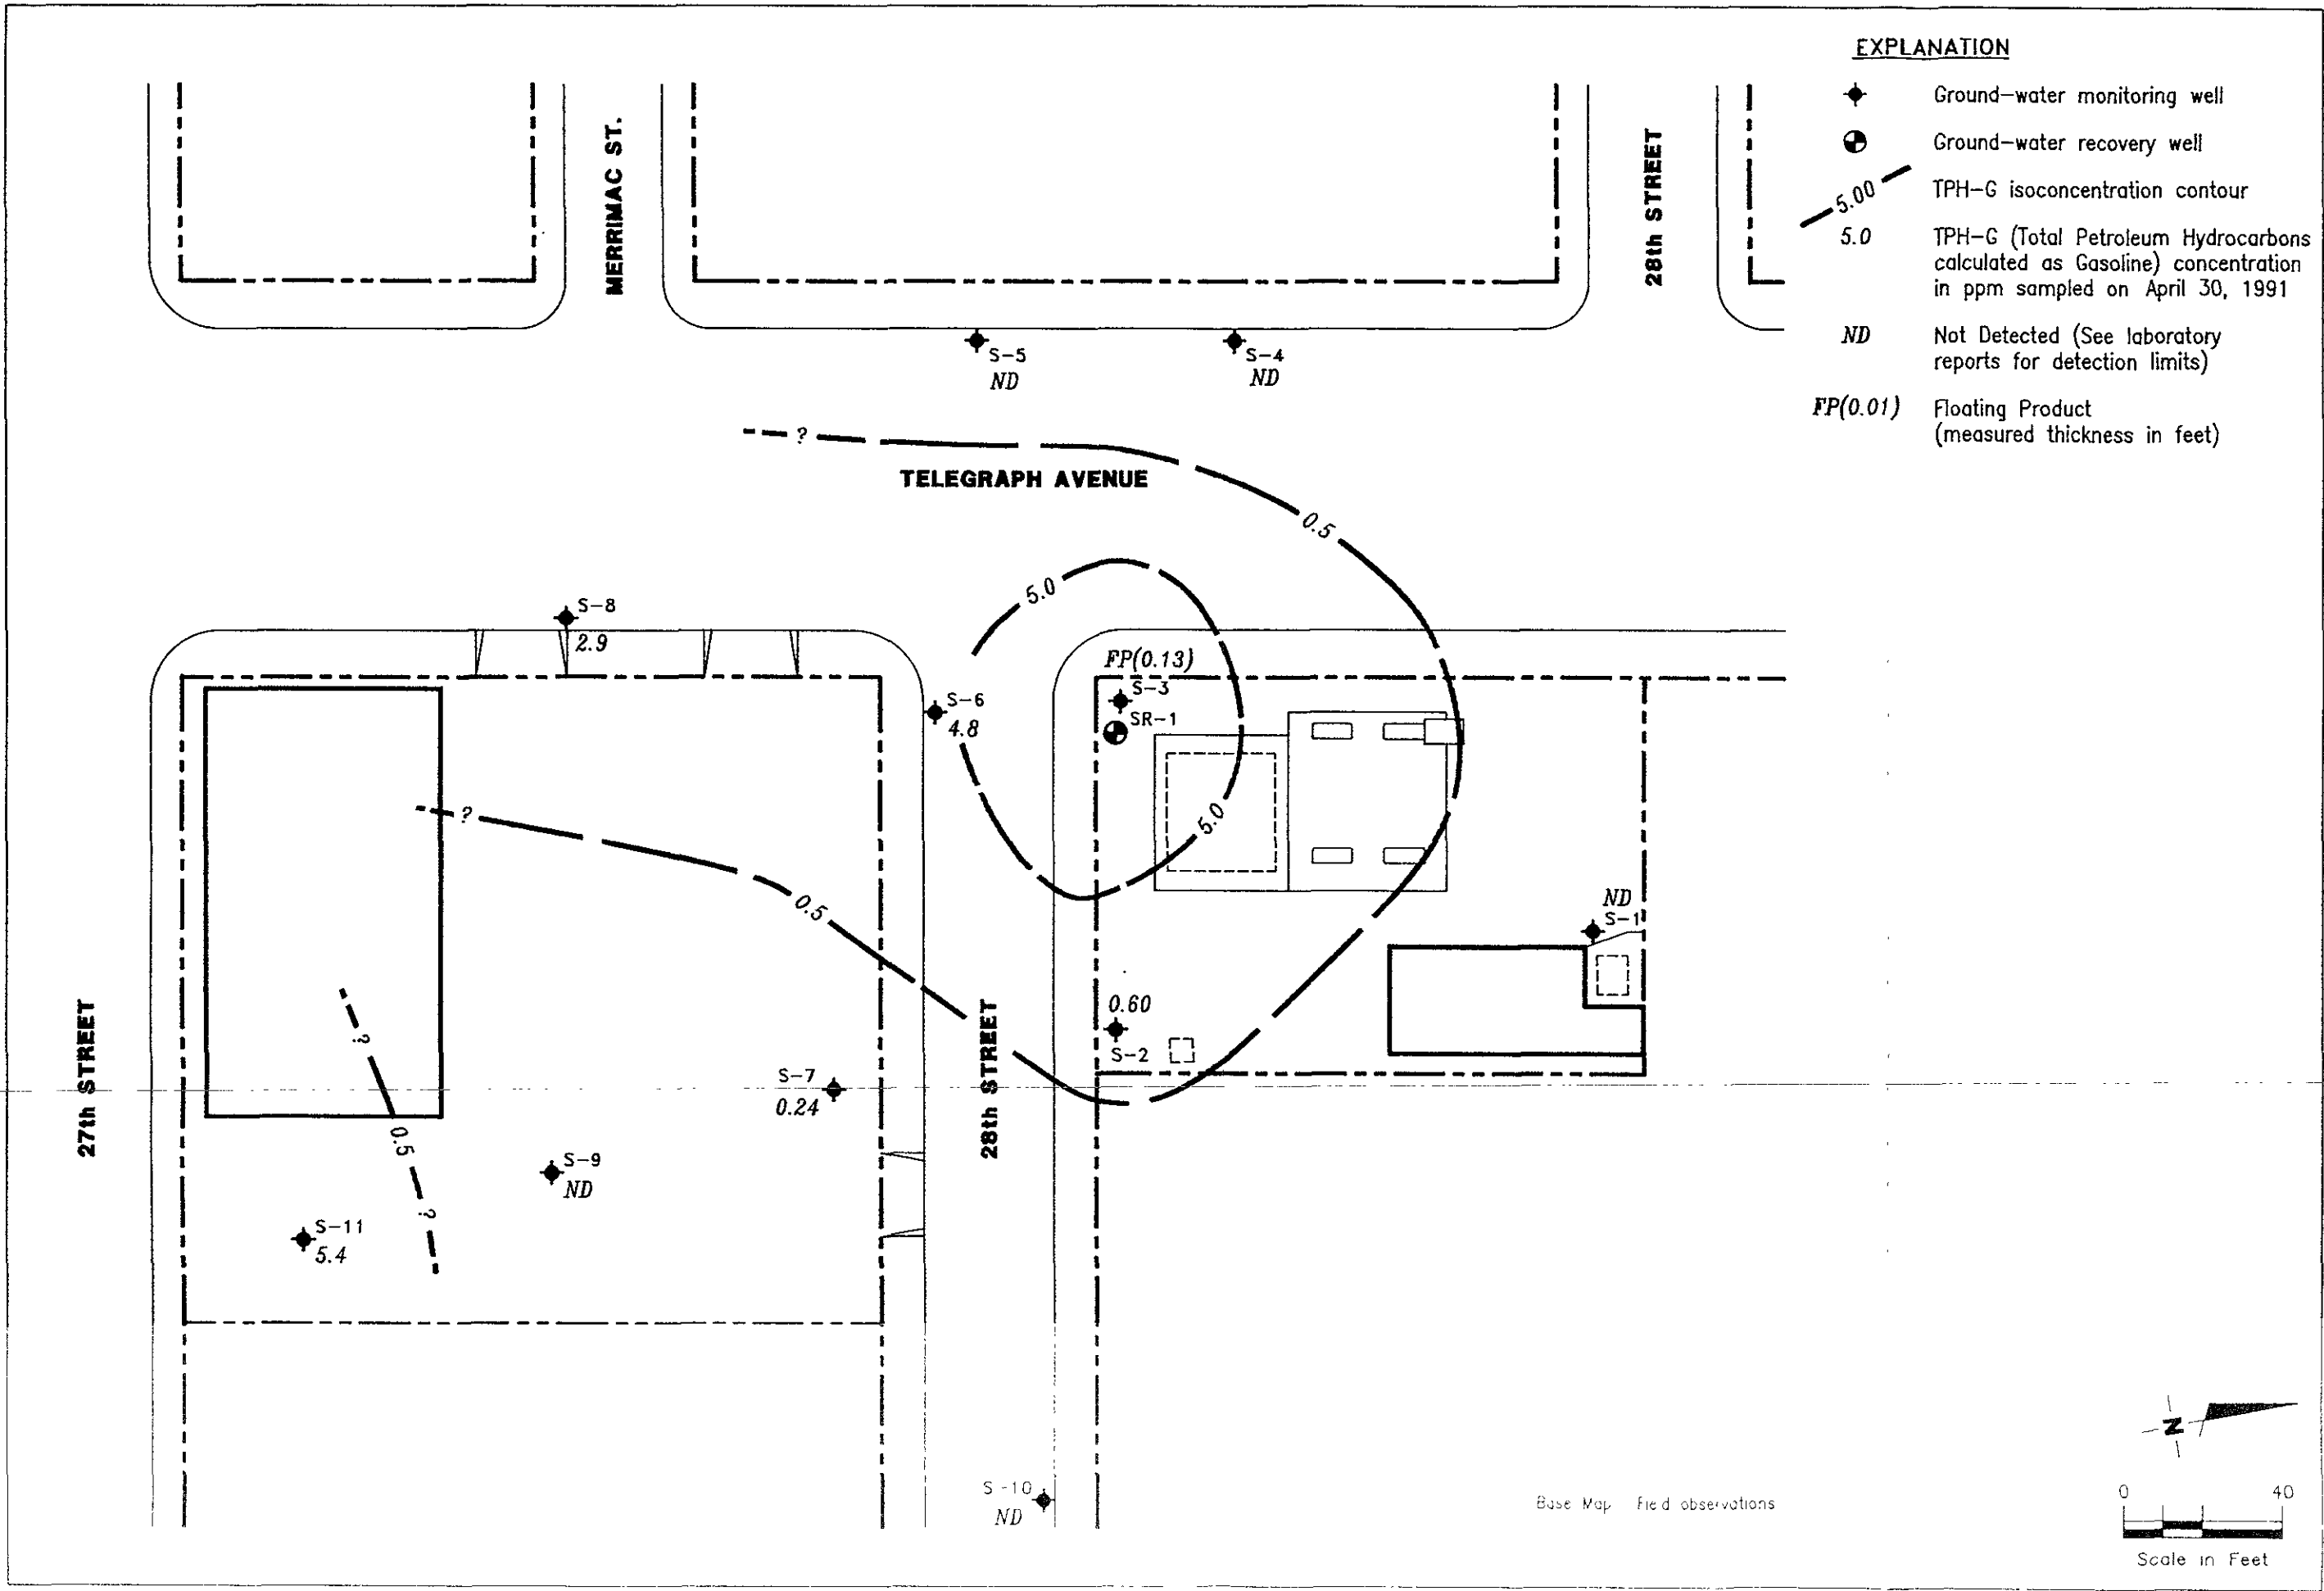 EXPLANATION
Ground-water monitoring well
Ground-water recovery well
5.00
TPH-G isoconcentration contour
5.0
TPH-G (Total Petroleum Hydrocarbons
calculated as Gasoline) concentration
in ppm sampled on April 30, 1991
ND
Not Detected (See laboratory
reports for detection limits)
FP(0.01)
Floating Product
(measured thickness in feet)
MERRIMAC ST.
28th STREET
S-5
ND
S-4
ND
?
TELEGRAPH AVENUE
0.5
5.0
S-8
2.9
FP(0.13)
S-3
SR-1
S-6
4.8
?
5.0
0.5
ND
S-1
0.60
S-2
27th STREET
28th STREET
?
S-7
0.24
0.5
S-9
ND
?
S-11
5.4
S-10
ND
Base Map Field observations
N
0 40
Scale in Feet